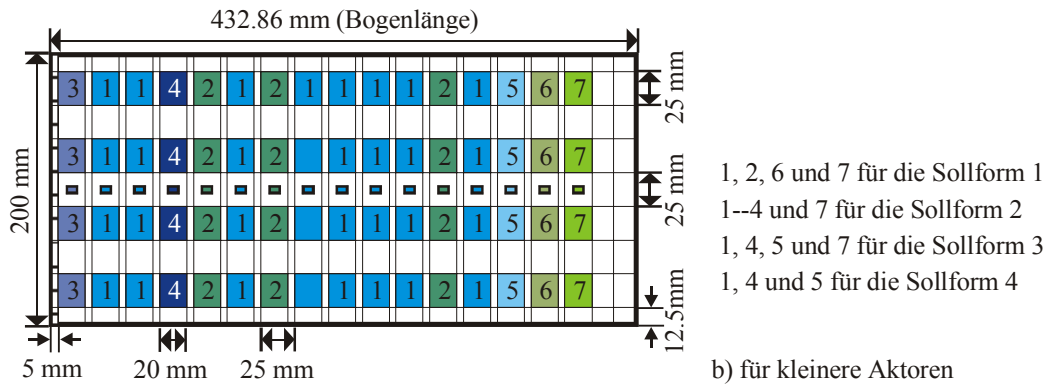 432.86 mm (Bogenlänge)
3 1 1 4 2 1 2 1 1 1 1 2 1 5 6 7
25 mm
3 1 1 4 2 1 2 1 1 1 2 1 5 6 7
200 mm
25 mm
3 1 1 4 2 1 2 1 1 1 2 1 5 6 7
3 1 1 4 2 1 2 1 1 1 2 1 5 6 7
12.5mm
5 mm
20 mm
25 mm
1, 2, 6 und 7 für die Sollform 1
1--4 und 7 für die Sollform 2
1, 4, 5 und 7 für die Sollform 3
1, 4 und 5 für die Sollform 4
b) für kleinere Aktoren